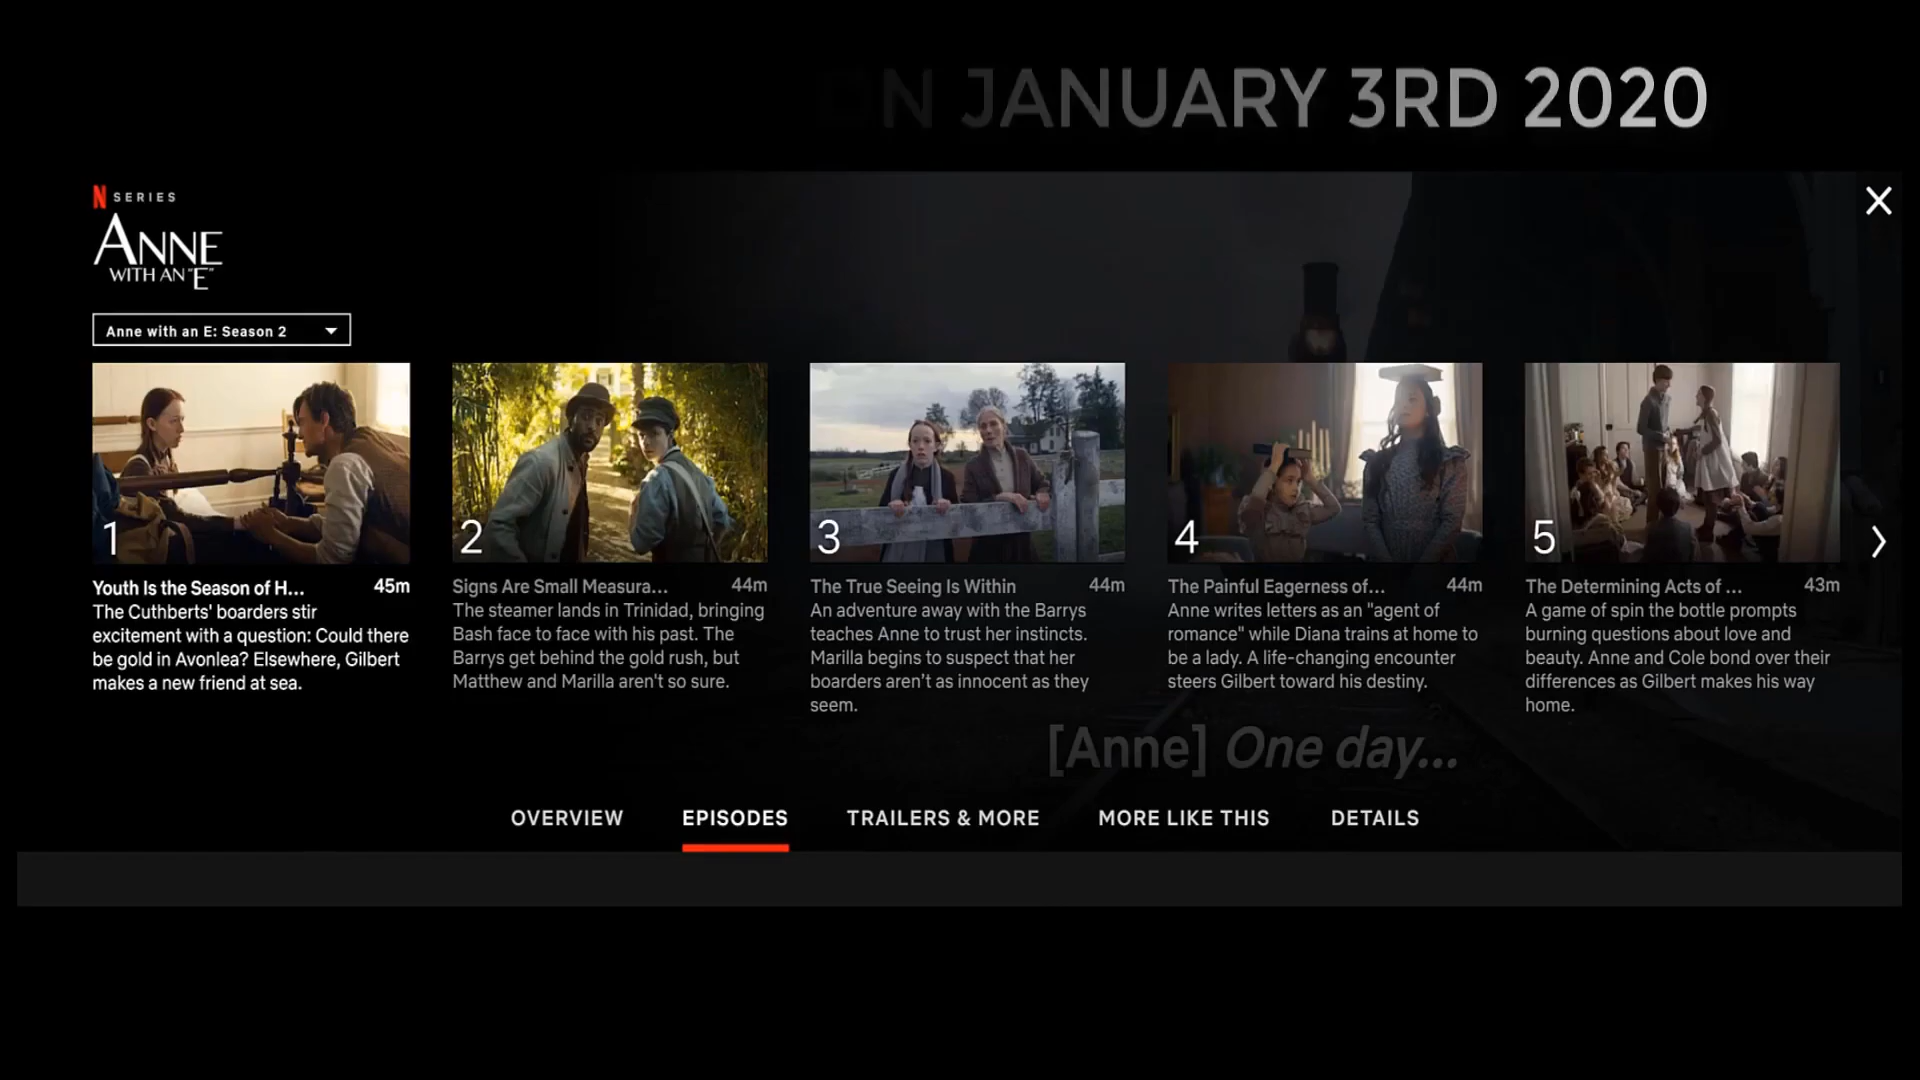 ON JANUARY 3RD 2020
N SERIES
ANNE
WITH AN "E"
Anne with an E: Season 2
1
Youth Is the Season of H... 45m
The Cuthberts' boarders stir
excitement with a question: Could there
be gold in Avonlea? Elsewhere, Gilbert
makes a new friend at sea.
2
Signs Are Small Measura... 44m
The steamer lands in Trinidad, bringing
Bash face to face with his past. The
Barrys get behind the gold rush, but
Matthew and Marilla aren't so sure.
3
The True Seeing Is Within 44m
An adventure away with the Barrys
teaches Anne to trust her instincts.
Marilla begins to suspect that her
boarders aren't as innocent as they
seem.
4
The Painful Eagerness of... 44m
Anne writes letters as an "agent of
romance" while Diana trains at home to
be a lady. A life-changing encounter
steers Gilbert toward his destiny.
5
The Determining Acts of ... 43m
A game of spin the bottle prompts
burning questions about love and
beauty. Anne and Cole bond over their
differences as Gilbert makes his way
home.
[Anne] One day...
OVERVIEW EPISODES TRAILERS & MORE MORE LIKE THIS DETAILS